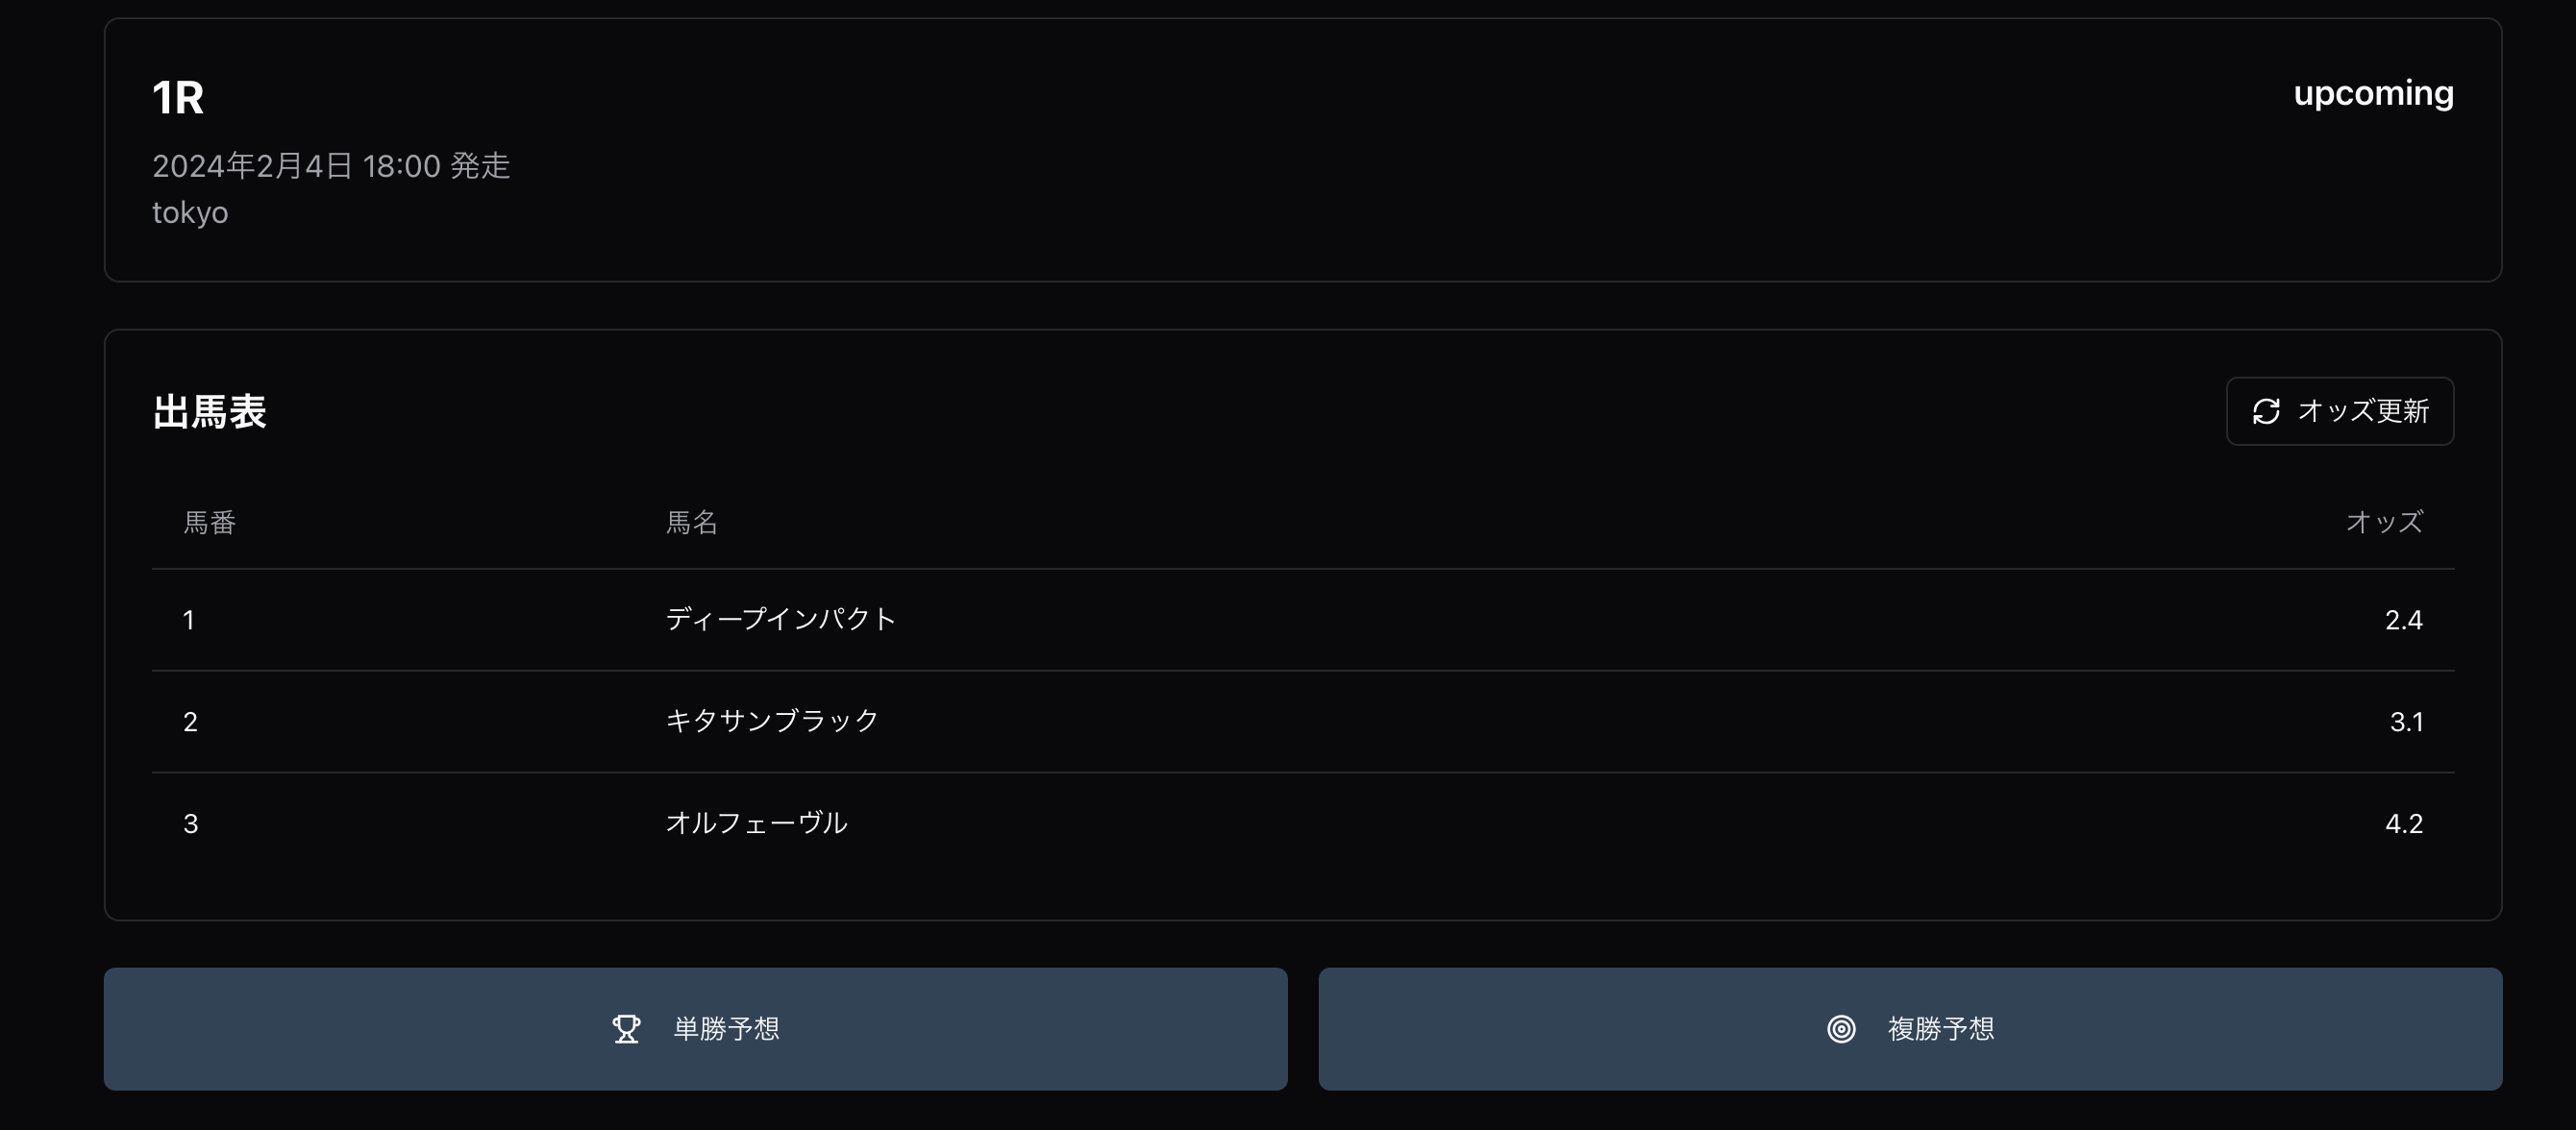 1R
upcoming
2024年2月4日 18:00 発走
tokyo
出馬表
オッズ更新
馬番 馬名 オッズ
1 ディープインパクト 2.4
2 キタサンブラック 3.1
3 オルフェーヴル 4.2
単勝予想
複勝予想